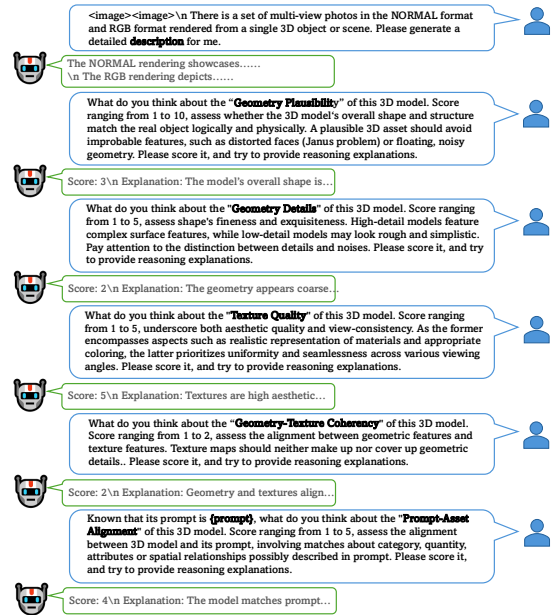 <image><image>\n There is a set of multi-view photos in the NORMAL format
and RGB format rendered from a single 3D object or scene. Please generate a
detailed description for me.
The NORMAL rendering showcases......
\n The RGB rendering depicts......
What do you think about the "Geometry Plausibility" of this 3D model. Score
ranging from 1 to 10, assess whether the 3D model's overall shape and structure
match the real object logically and physically. A plausible 3D asset should avoid
improbable features, such as distorted faces (Janus problem) or floating, noisy
geometry. Please score it, and try to provide reasoning explanations.
Score: 3\n Explanation: The model's overall shape is...
What do you think about the "Geometry Details" of this 3D model. Score ranging
from 1 to 5, assess shape's fineness and exquisiteness. High-detail models feature
complex surface features, while low-detail models may look rough and simplistic.
Pay attention to the distinction between details and noises. Please score it, and try
to provide reasoning explanations.
Score: 2\n Explanation: The geometry appears coarse...
What do you think about the "Texture Quality" of this 3D model. Score ranging
from 1 to 5, underscore both aesthetic quality and view-consistency. As the former
encompasses aspects such as realistic representation of materials and appropriate
coloring, the latter prioritizes uniformity and seamlessness across various viewing
angles. Please score it, and try to provide reasoning explanations.
Score: 5\n Explanation: Textures are high aesthetic...
What do you think about the "Geometry-Texture Coherency" of this 3D model.
Score ranging from 1 to 2, assess the alignment between geometric features and
texture features. Texture maps should neither make up nor cover up geometric
details.. Please score it, and try to provide reasoning explanations.
Score: 2\n Explanation: Geometry and textures align...
Known that its prompt is {prompt}, what do you think about the "Prompt-Asset
Alignment" of this 3D model. Score ranging from 1 to 5, assess the alignment
between 3D model and its prompt, involving matches about category, quantity,
attributes or spatial relationships possibly described in prompt. Please score it,
and try to provide reasoning explanations.
Score: 4\n Explanation: The model matches prompt...